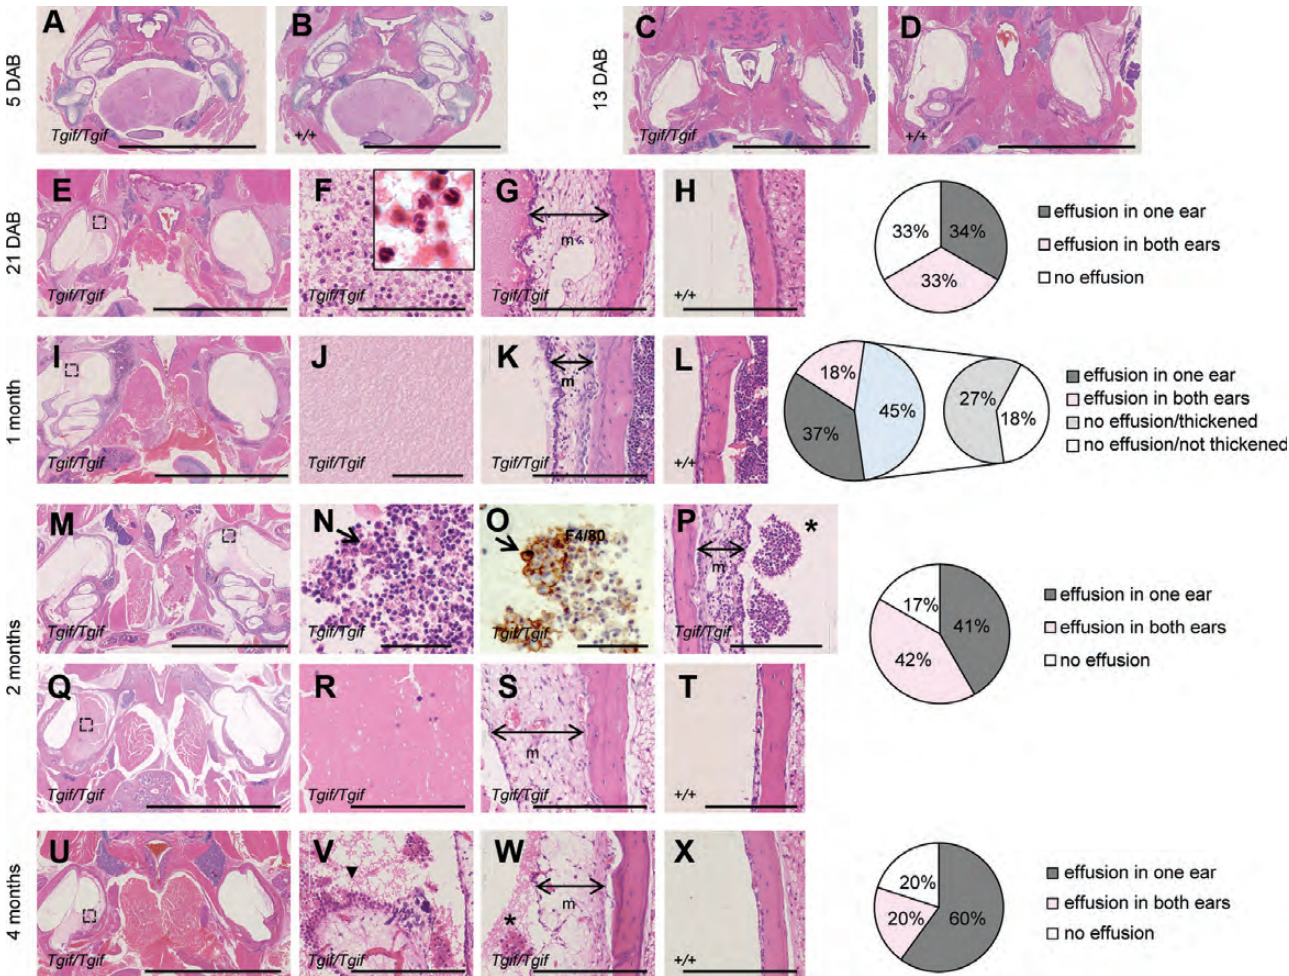 5 DAB
A
Tgif/Tgif
B
+/+
13 DAB
C
Tgif/Tgif
D
+/+
21 DAB
E
Tgif/Tgif
F
Tgif/Tgif
G
m
Tgif/Tgif
H
+/+
33%
34%
33%
effusion in one ear
effusion in both ears
no effusion
1 month
I
Tgif/Tgif
J
Tgif/Tgif
K
m
Tgif/Tgif
L
+/+
18%
45%
37%
27%
18%
effusion in one ear
effusion in both ears
no effusion/thickened
no effusion/not thickened
2 months
M
Tgif/Tgif
N
Tgif/Tgif
O
F4/80
Tgif/Tgif
P
*
m
Tgif/Tgif
17%
41%
42%
effusion in one ear
effusion in both ears
no effusion
Q
Tgif/Tgif
R
Tgif/Tgif
S
m
Tgif/Tgif
T
+/+
4 months
U
Tgif/Tgif
V
Tgif/Tgif
W
m
*
Tgif/Tgif
X
+/+
20%
20%
60%
effusion in one ear
effusion in both ears
no effusion